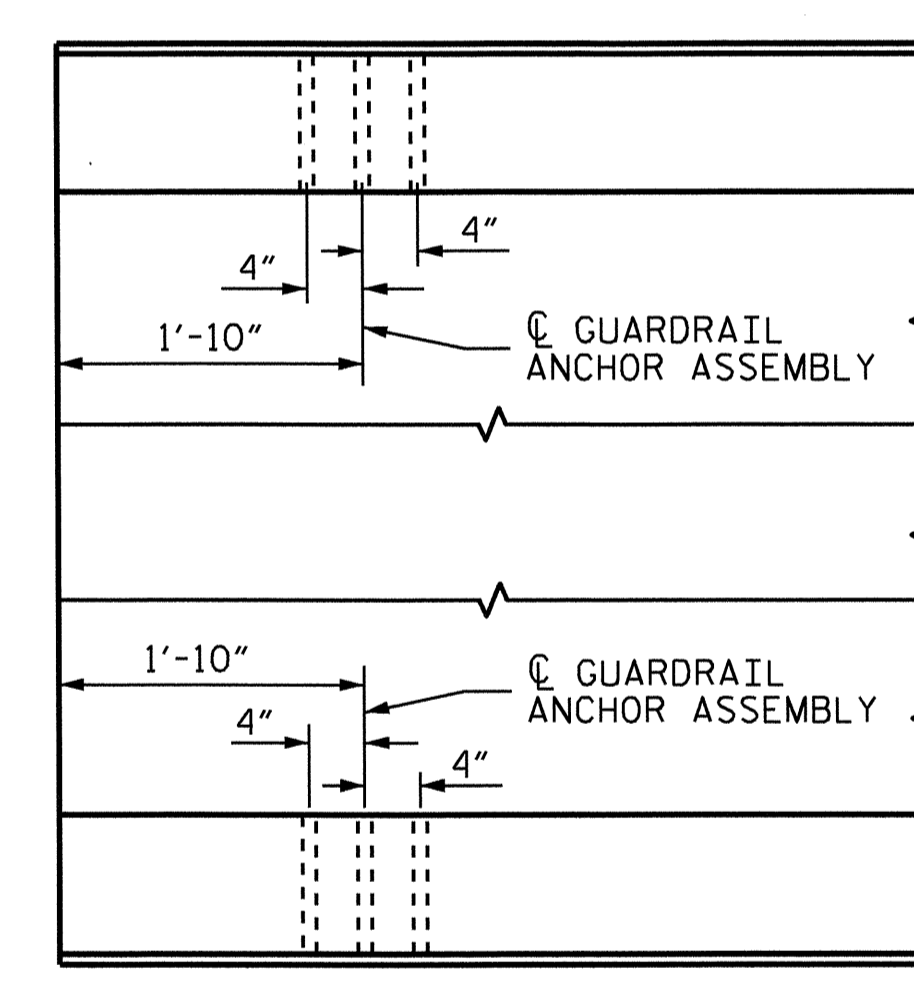 4″
4″
1′-10″
℄ GUARDRAIL
ANCHOR ASSEMBLY
1′-10″
℄ GUARDRAIL
ANCHOR ASSEMBLY
4″
4″